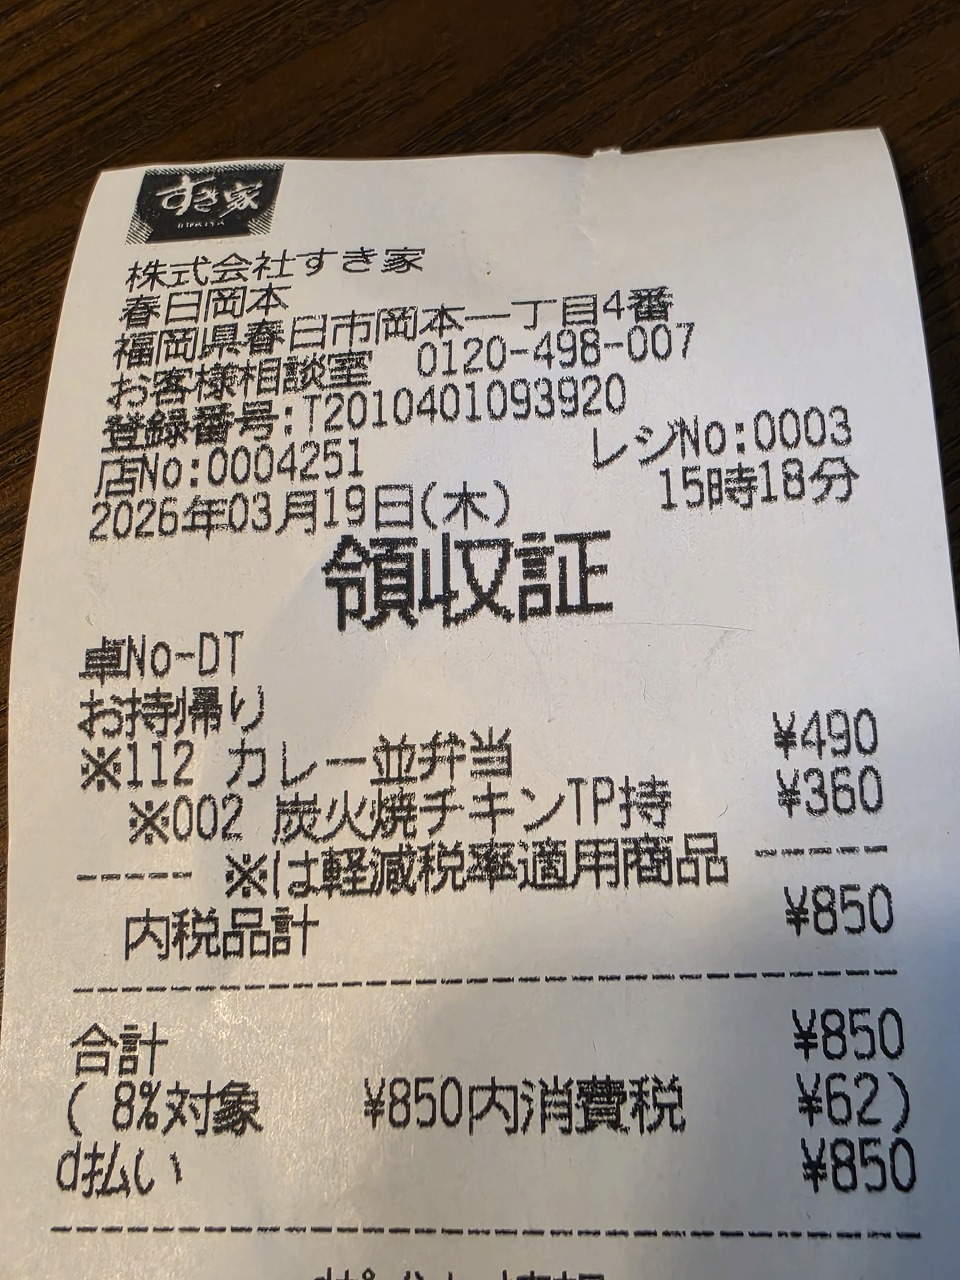 すき家
SUKIYA
株式会社すき家
春日岡本
福岡県春日市岡本一丁目4番
お客様相談室 0120-498-007
登録番号:T2010401093920
店No:0004251 レジNo:0003
2026年03月19日(木) 15時18分
領収証
卓No-DT
お持帰り
※112 カレー並弁当 ¥490
※002 炭火焼チキンTP持 ¥360
----- ※は軽減税率適用商品 -----
内税品計 ¥850
合計 ¥850
( 8%対象 ¥850内消費税 ¥62)
d払い ¥850